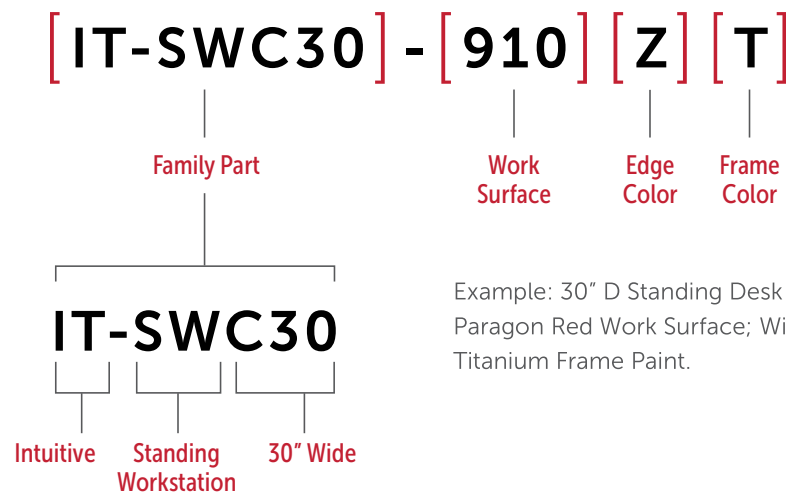 [IT-SWC30] - [910] [Z] [T]
Family Part
Work Surface
Edge Color
Frame Color
IT-SWC30
Example: 30” D Standing Desk
Paragon Red Work Surface; Wi
Titanium Frame Paint.
Intuitive
Standing Workstation
30” Wide